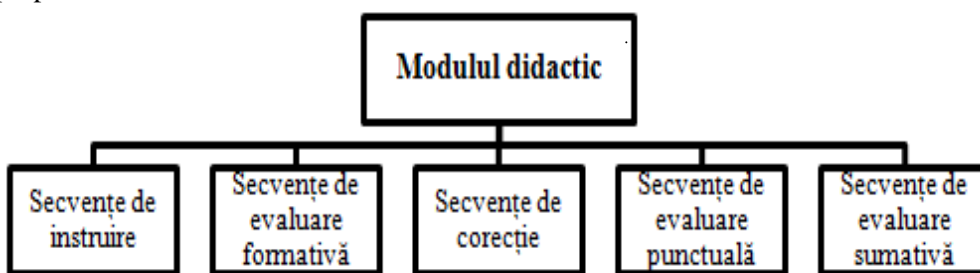 Modulul didactic
Secvențe de
instruire
Secvențe de
evaluare
formativă
Secvențe de
corecție
Secvențe de
evaluare
punctuală
Secvențe de
evaluare
sumativă